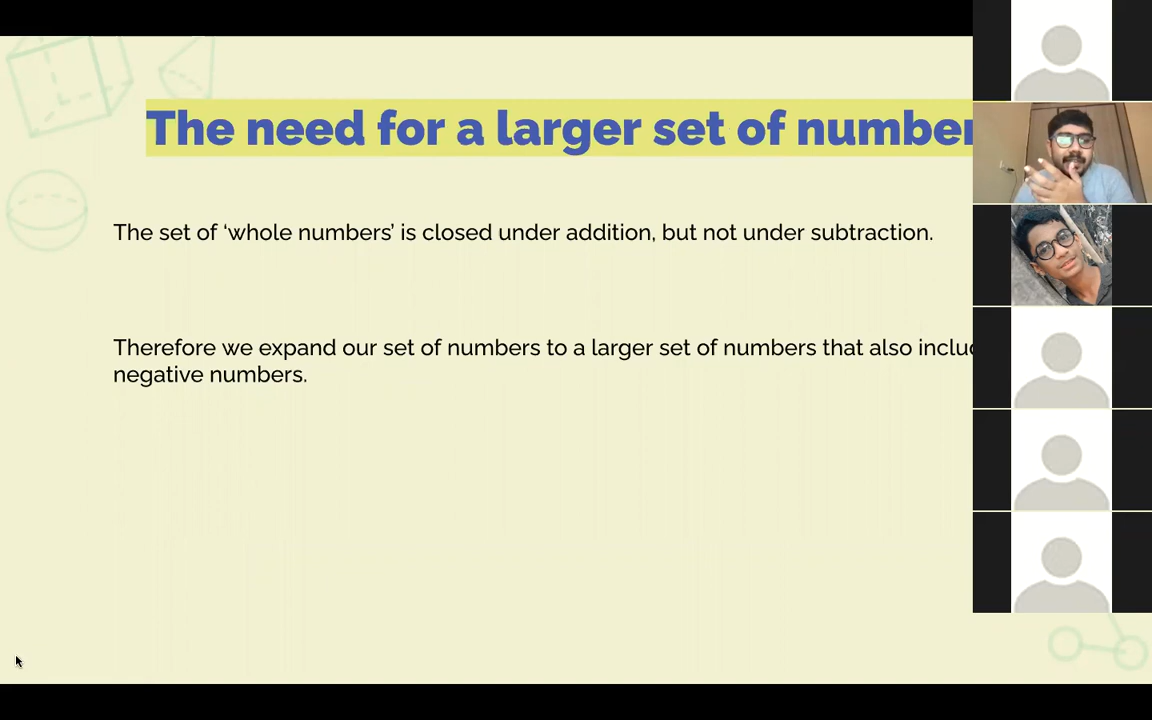 The need for a larger set of number
The set of ‘whole numbers’ is closed under addition, but not under subtraction.
Therefore we expand our set of numbers to a larger set of numbers that also
negative numbers.